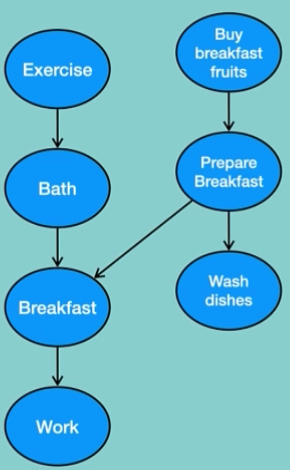 Exercise
Buy
breakfast
fruits
Bath
Prepare
Breakfast
Breakfast
Wash
dishes
Work